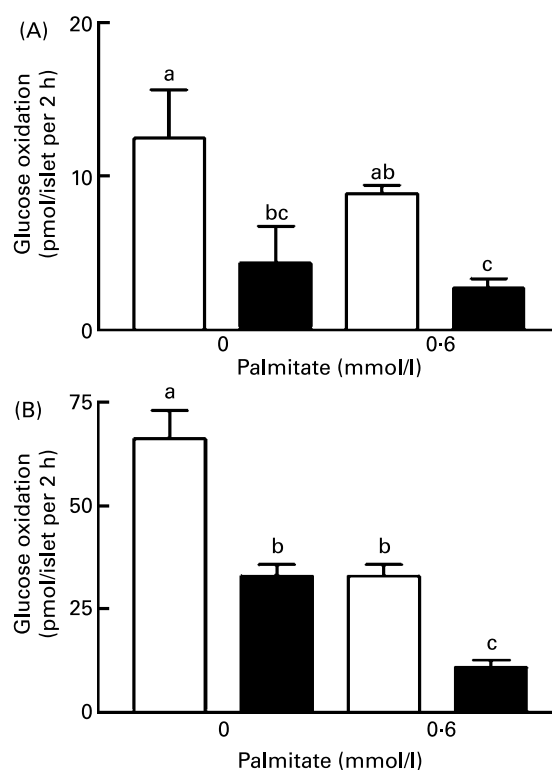 (A)
Glucose oxidation
(pmol/islet per 2 h)
20
10
0
a
bc
ab
c
0
0·6
Palmitate (mmol/l)
(B)
Glucose oxidation
(pmol/islet per 2 h)
75
50
25
0
a
b
b
c
0
0·6
Palmitate (mmol/l)